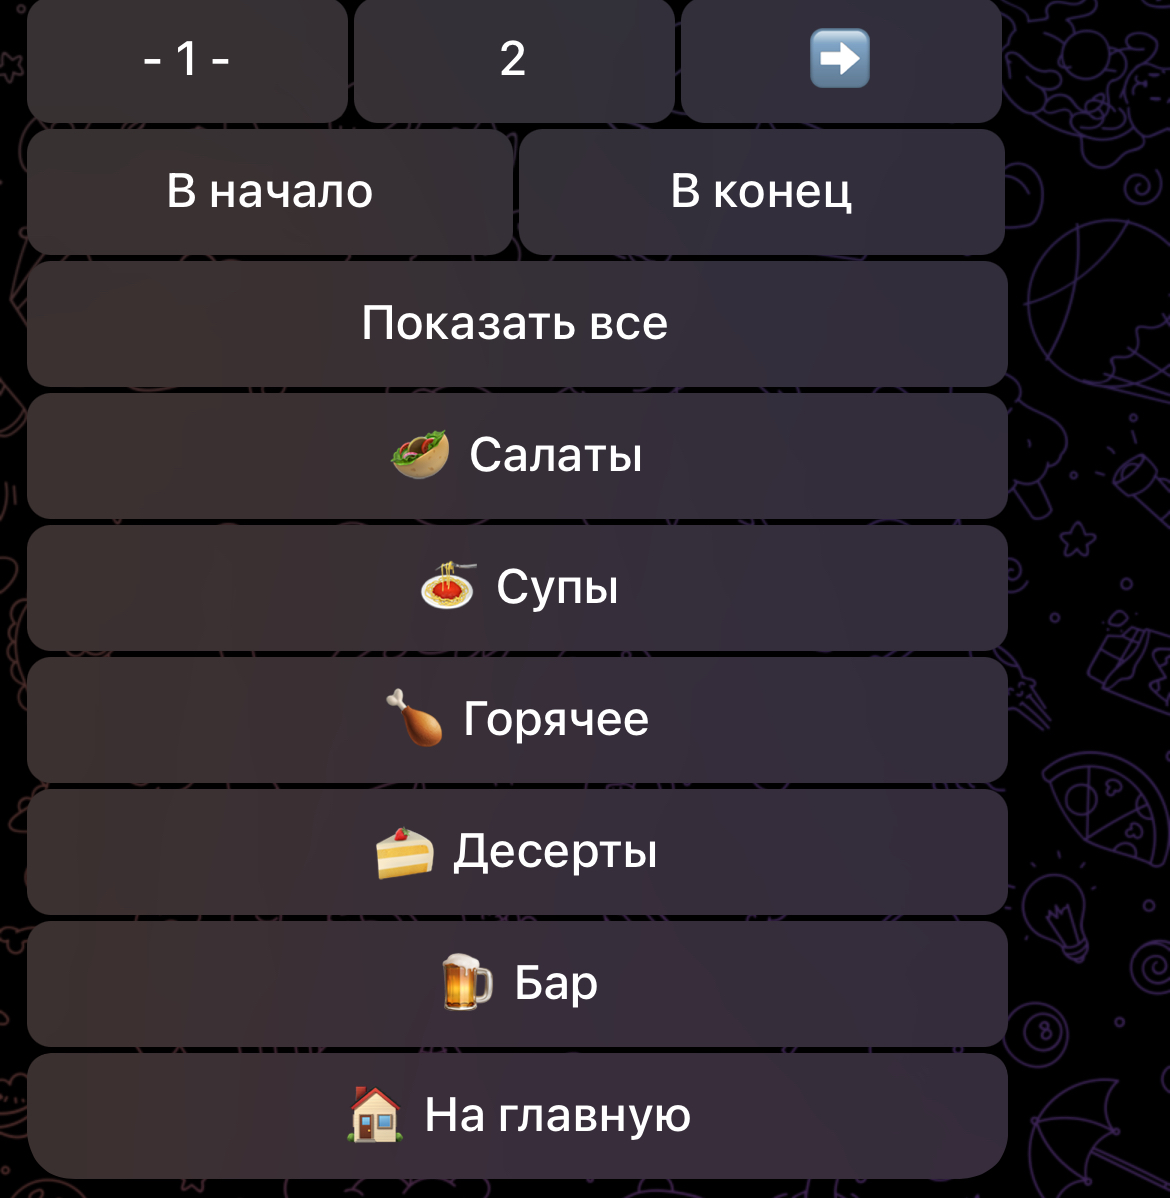 - 1 - 2 ➡️
В начало В конец
Показать все
🥙 Салаты
🍝 Супы
🍗 Горячее
🍰 Десерты
🍺 Бар
🏠 На главную